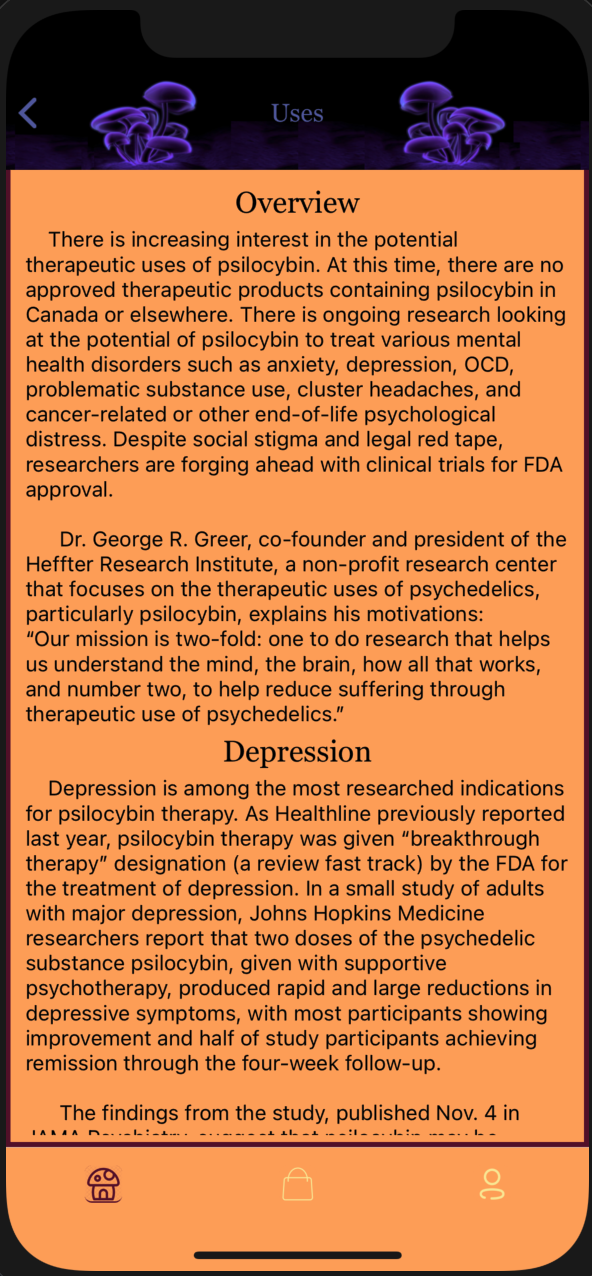 Uses
Overview
There is increasing interest in the potential
therapeutic uses of psilocybin. At this time, there are no
approved therapeutic products containing psilocybin in
Canada or elsewhere. There is ongoing research looking
at the potential of psilocybin to treat various mental
health disorders such as anxiety, depression, OCD,
problematic substance use, cluster headaches, and
cancer-related or other end-of-life psychological
distress. Despite social stigma and legal red tape,
researchers are forging ahead with clinical trials for FDA
approval.
Dr. George R. Greer, co-founder and president of the
Heffter Research Institute, a non-profit research center
that focuses on the therapeutic uses of psychedelics,
particularly psilocybin, explains his motivations:
“Our mission is two-fold: one to do research that helps
us understand the mind, the brain, how all that works,
and number two, to help reduce suffering through
therapeutic use of psychedelics.”
Depression
Depression is among the most researched indications
for psilocybin therapy. As Healthline previously reported
last year, psilocybin therapy was given “breakthrough
therapy” designation (a review fast track) by the FDA for
the treatment of depression. In a small study of adults
with major depression, Johns Hopkins Medicine
researchers report that two doses of the psychedelic
substance psilocybin, given with supportive
psychotherapy, produced rapid and large reductions in
depressive symptoms, with most participants showing
improvement and half of study participants achieving
remission through the four-week follow-up.
The findings from the study, published Nov. 4 in
JAMA Psychiatry, suggest that psilocybin may be